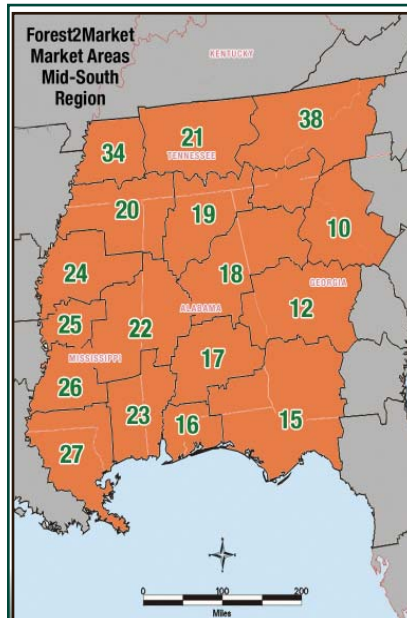 Forest2Market
Market Areas
Mid-South
Region
KENTUCKY
38
21
34
TENNESSEE
20
19
10
24
18
GEORGIA
12
25
22
ALABAMA
MISSISSIPPI
17
26
23
16
15
27
0 100 200
Miles